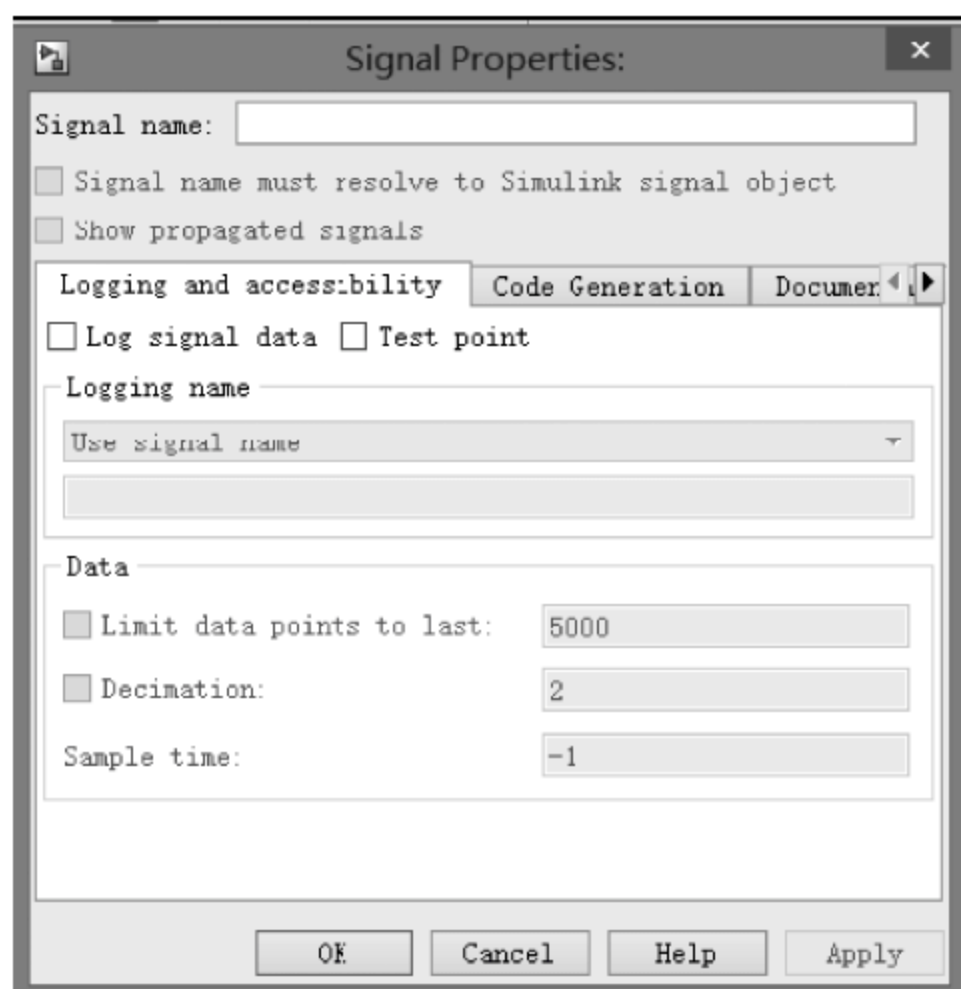 Signal Properties:
Signal name:
Signal name must resolve to Simulink signal object
Show propagated signals
Logging and accessibility Code Generation
Log signal data Test point
Logging name
Use signal name
Data
Limit data points to last: 5000
Decimation: 2
Sample time: -1
OK Cancel Help Apply